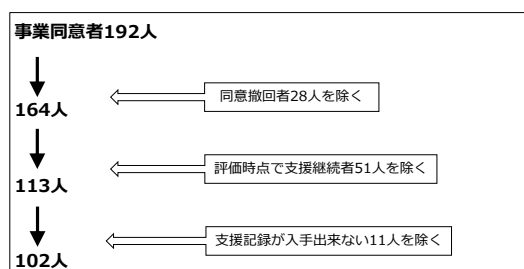 事業同意者192人
同意撤回者28人を除く
164人
評価時点で支援継続者51人を除く
113人
支援記録が入手出来ない11人を除く
102人